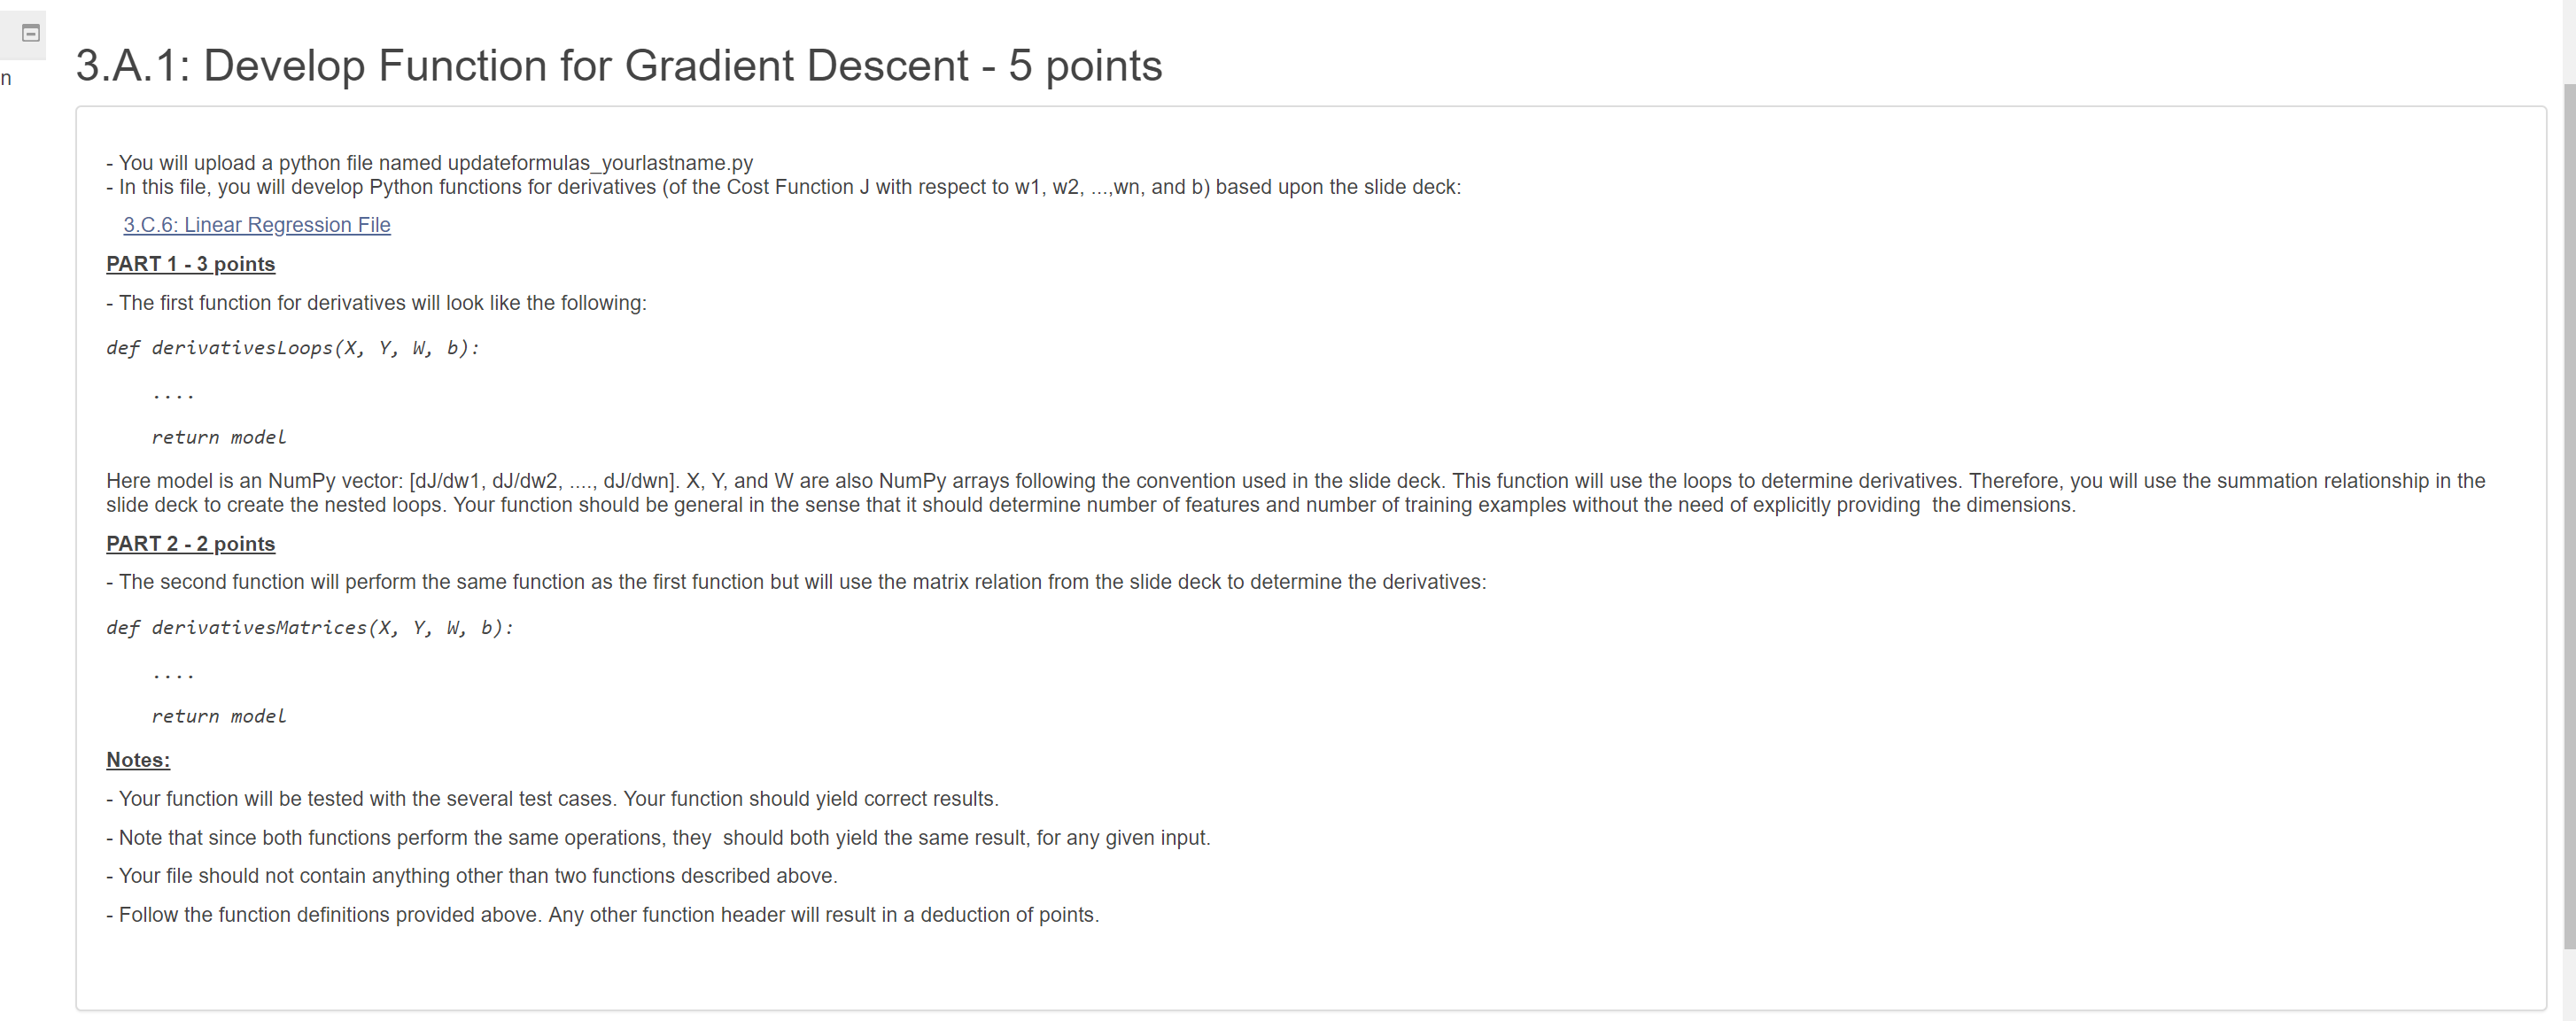 n
3.A.1: Develop Function for Gradient Descent - 5 points
- You will upload a python file named updateformulas_yourlastname.py
- In this file, you will develop Python functions for derivatives (of the Cost Function J with respect to w1, w2, ...,wn, and b) based upon the slide deck:
3.C.6: Linear Regression File
PART 1 - 3 points
- The first function for derivatives will look like the following:
def derivativesLoops(X, Y, W, b):
....
return model
Here model is an NumPy vector: [dJ/dw1, dJ/dw2, ...., dJ/dwn]. X, Y, and W are also NumPy arrays following the convention used in the slide deck. This function will use the loops to determine derivatives. Therefore, you will use the summation relationship in the
slide deck to create the nested loops. Your function should be general in the sense that it should determine number of features and number of training examples without the need of explicitly providing  the dimensions.
PART 2 - 2 points
- The second function will perform the same function as the first function but will use the matrix relation from the slide deck to determine the derivatives:
def derivativesMatrices(X, Y, W, b):
....
return model
Notes:
- Your function will be tested with the several test cases. Your function should yield correct results.
- Note that since both functions perform the same operations, they  should both yield the same result, for any given input.
- Your file should not contain anything other than two functions described above.
- Follow the function definitions provided above. Any other function header will result in a deduction of points.